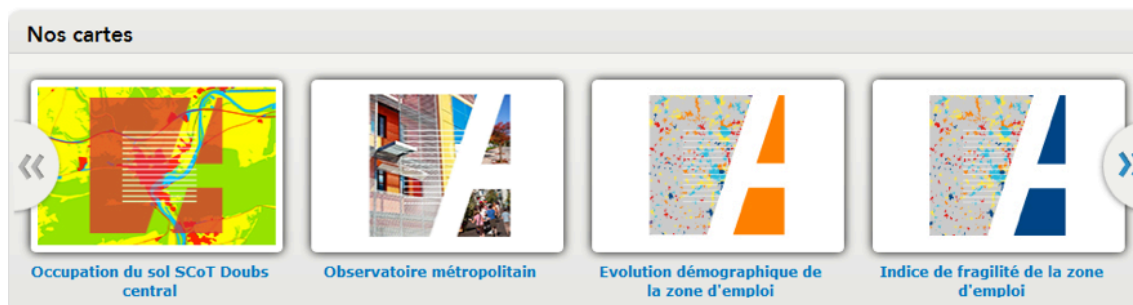 Nos cartes
Occupation du sol SCoT Doubs
central
Observatoire métropolitain
Evolution démographique de
la zone d'emploi
Indice de fragilité de la zone
d'emploi